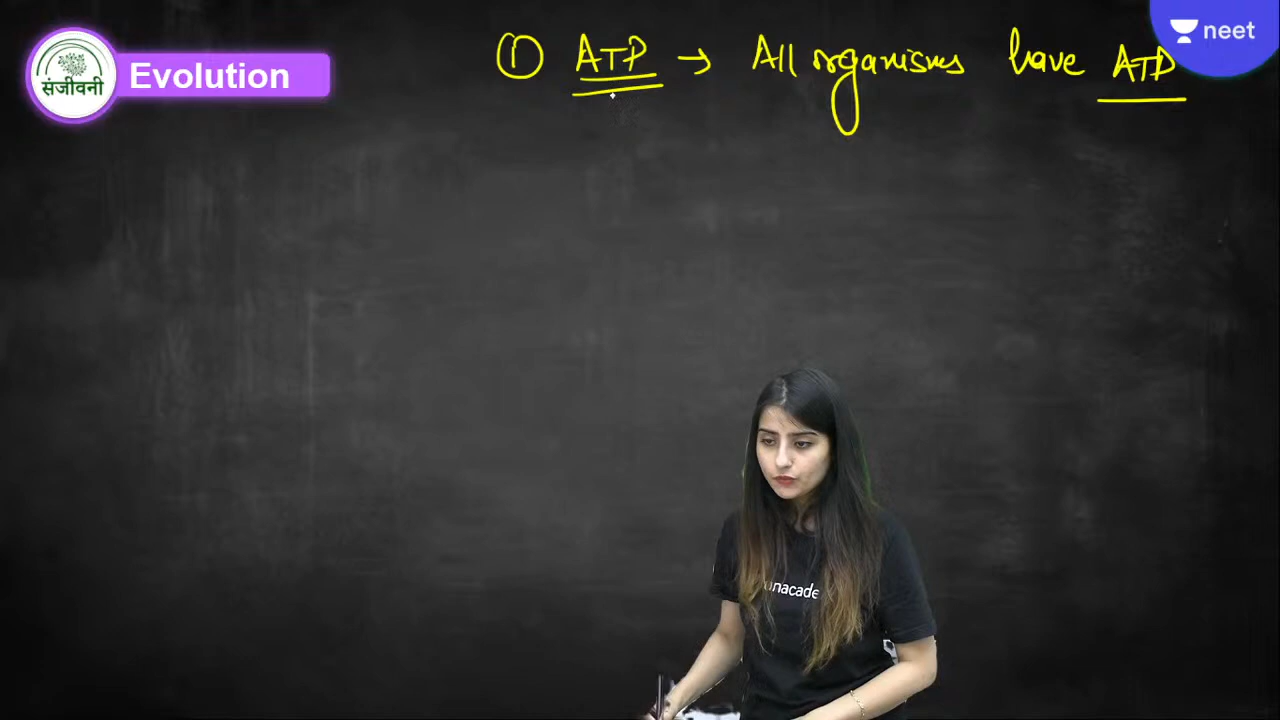 ① ATP → All organisms have ATP
neet
संजीवनी
Evolution
unacade